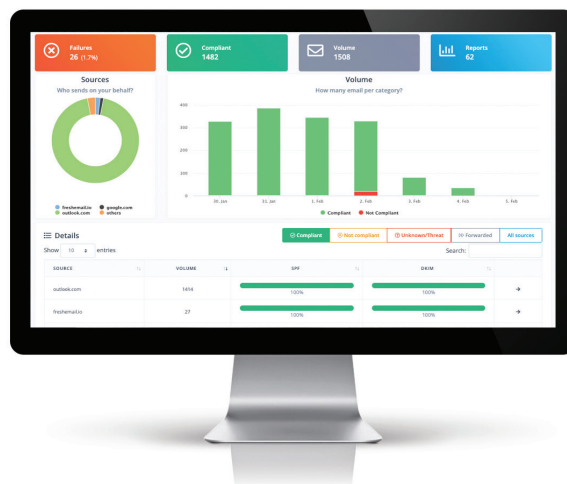 Failures
26 (1.7%)
Compliant
1482
Volume
1508
Reports
62
Sources
Who sends on your behalf?
freshemail.io google.com
outlook.com others
Volume
How many email per category?
400
300
200
100
0
30. Jan 31. Jan 1. Feb 2. Feb 3. Feb 4. Feb 5. Feb
Compliant Not Compliant
Details
Compliant Not compliant Unknown/Threat Forwarded All sources
Show 10 entries Search:
SOURCE VOLUME SPF DKIM
outlook.com 1414 100% 100%
freshemail.io 27 100% 100%